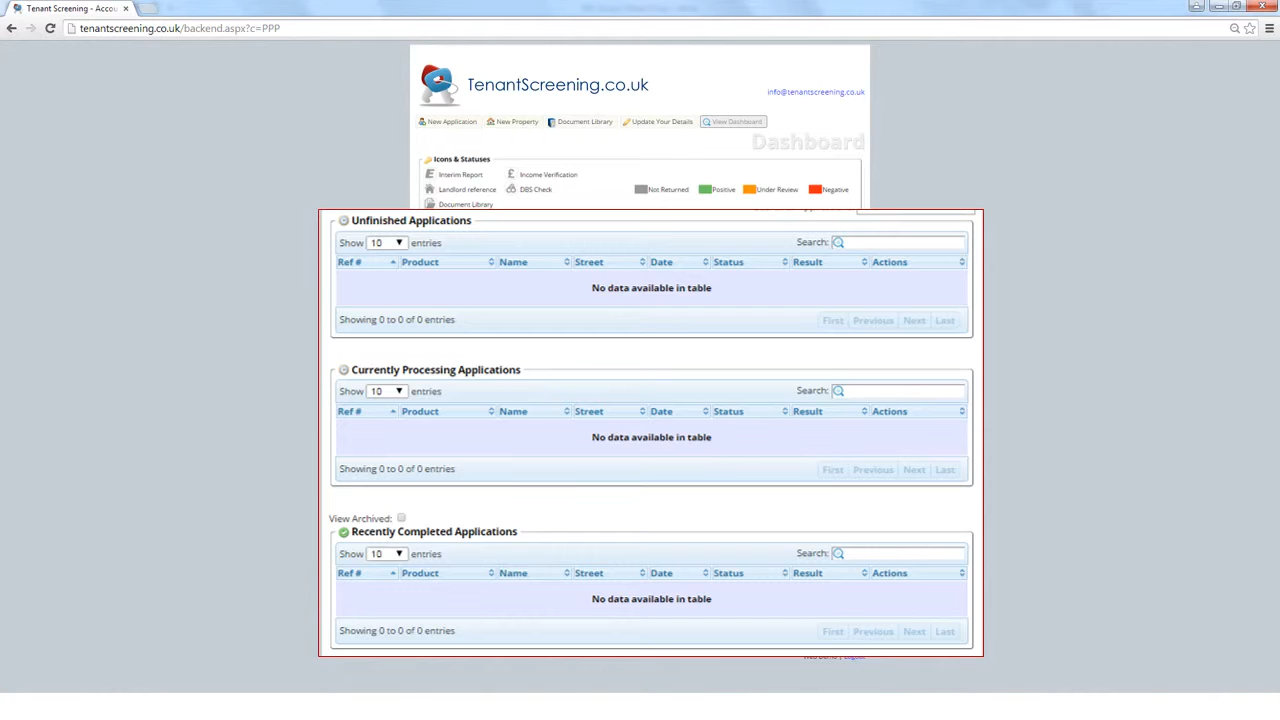 Tenant Screening - Accou
tenantscreening.co.uk/backend.aspx?c=PPP
TenantScreening.co.uk
info@tenantscreening.co.uk
New Application New Property Document Library Update Your Details View Dashboard
Dashboard
Icons & Statuses
Interim Report £ Income Verification
Landlord reference DBS Check Not Returned Positive Under Review Negative
Document Library
Unfinished Applications
Show 10 entries Search:
Ref # Product Name Street Date Status Result Actions
No data available in table
Showing 0 to 0 of 0 entries First Previous Next Last
Currently Processing Applications
Show 10 entries Search:
Ref # Product Name Street Date Status Result Actions
No data available in table
Showing 0 to 0 of 0 entries First Previous Next Last
View Archived:
Recently Completed Applications
Show 10 entries Search:
Ref # Product Name Street Date Status Result Actions
No data available in table
Showing 0 to 0 of 0 entries First Previous Next Last